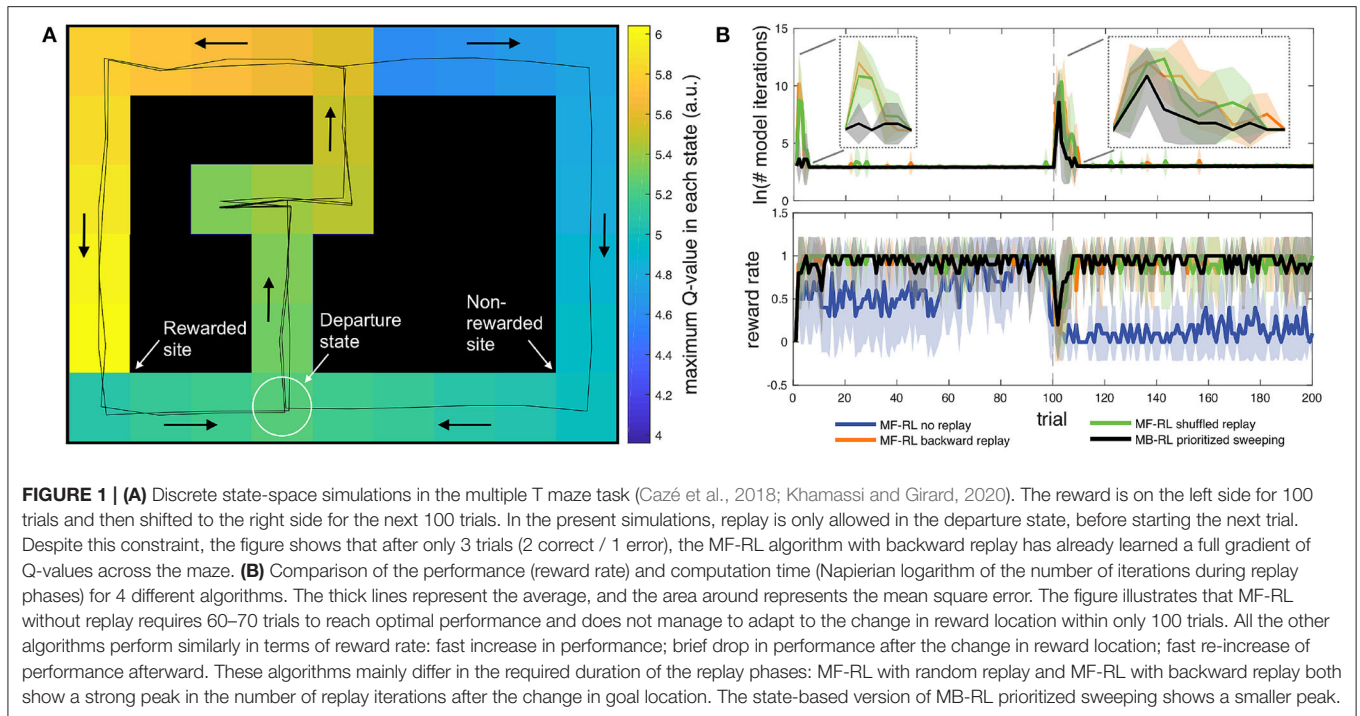 A
Rewarded
site
Departure
state
Non-
rewarded
site
6
5.8
5.6
5.4
5.2
5
4.8
4.6
4.4
4.2
4
maximum Q-value in each state (a.u.)
B
ln(# model iterations)
15
10
5
0
reward rate
1.5
1
0.5
0
-0.5
0 20 40 60 80 100 120 140 160 180 200
trial
MF-RL no replay
MF-RL shuffled replay
MF-RL backward replay
MB-RL prioritized sweeping
FIGURE 1 | (A) Discrete state-space simulations in the multiple T maze task (Cazé et al., 2018; Khamassi and Girard, 2020). The reward is on the left side for 100
trials and then shifted to the right side for the next 100 trials. In the present simulations, replay is only allowed in the departure state, before starting the next trial.
Despite this constraint, the figure shows that after only 3 trials (2 correct / 1 error), the MF-RL algorithm with backward replay has already learned a full gradient of
Q-values across the maze. (B) Comparison of the performance (reward rate) and computation time (Napierian logarithm of the number of iterations during replay
phases) for 4 different algorithms. The thick lines represent the average, and the area around represents the mean square error. The figure illustrates that MF-RL
without replay requires 60–70 trials to reach optimal performance and does not manage to adapt to the change in reward location within only 100 trials. All the other
algorithms perform similarly in terms of reward rate: fast increase in performance; brief drop in performance after the change in reward location; fast re-increase of
performance afterward. These algorithms mainly differ in the required duration of the replay phases: MF-RL with random replay and MF-RL with backward replay both
show a strong peak in the number of replay iterations after the change in goal location. The state-based version of MB-RL prioritized sweeping shows a smaller peak.